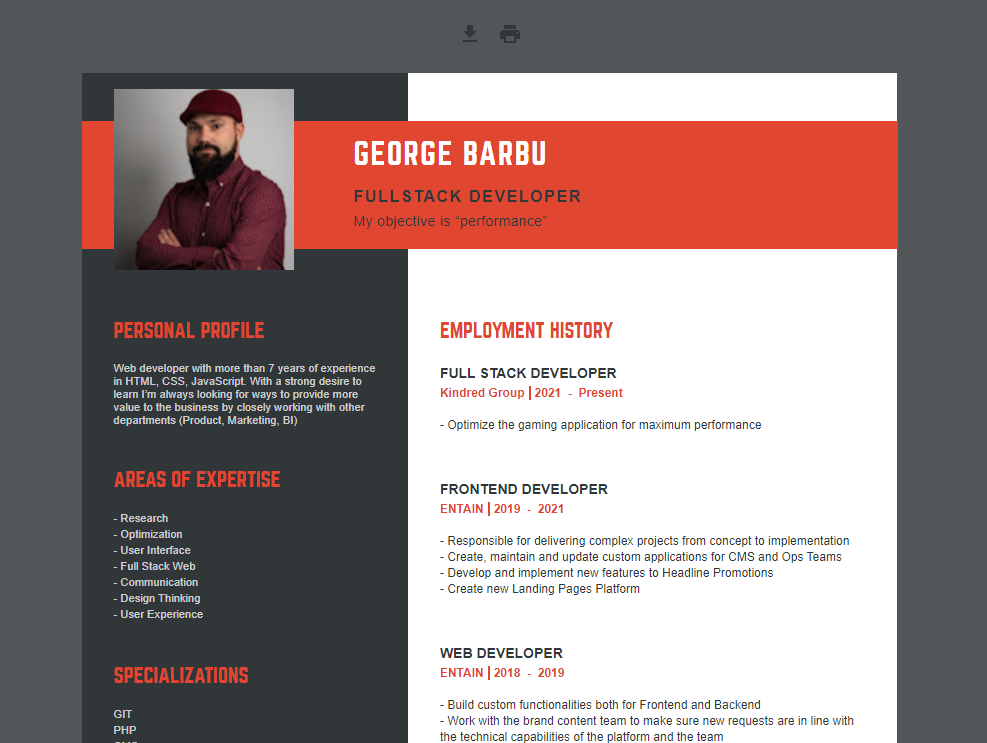 GEORGE BARBU
FULLSTACK DEVELOPER
My objective is “performance”
PERSONAL PROFILE
Web developer with more than 7 years of experience
in HTML, CSS, JavaScript. With a strong desire to
learn I'm always looking for ways to provide more
value to the business by closely working with other
departments (Product, Marketing, BI)
AREAS OF EXPERTISE
- Research
- Optimization
- User Interface
- Full Stack Web
- Communication
- Design Thinking
- User Experience
SPECIALIZATIONS
GIT
PHP
EMPLOYMENT HISTORY
FULL STACK DEVELOPER
Kindred Group | 2021 - Present
- Optimize the gaming application for maximum performance
FRONTEND DEVELOPER
ENTAIN | 2019 - 2021
- Responsible for delivering complex projects from concept to implementation
- Create, maintain and update custom applications for CMS and Ops Teams
- Develop and implement new features to Headline Promotions
- Create new Landing Pages Platform
WEB DEVELOPER
ENTAIN | 2018 - 2019
- Build custom functionalities both for Frontend and Backend
- Work with the brand content team to make sure new requests are in line with
the technical capabilities of the platform and the team